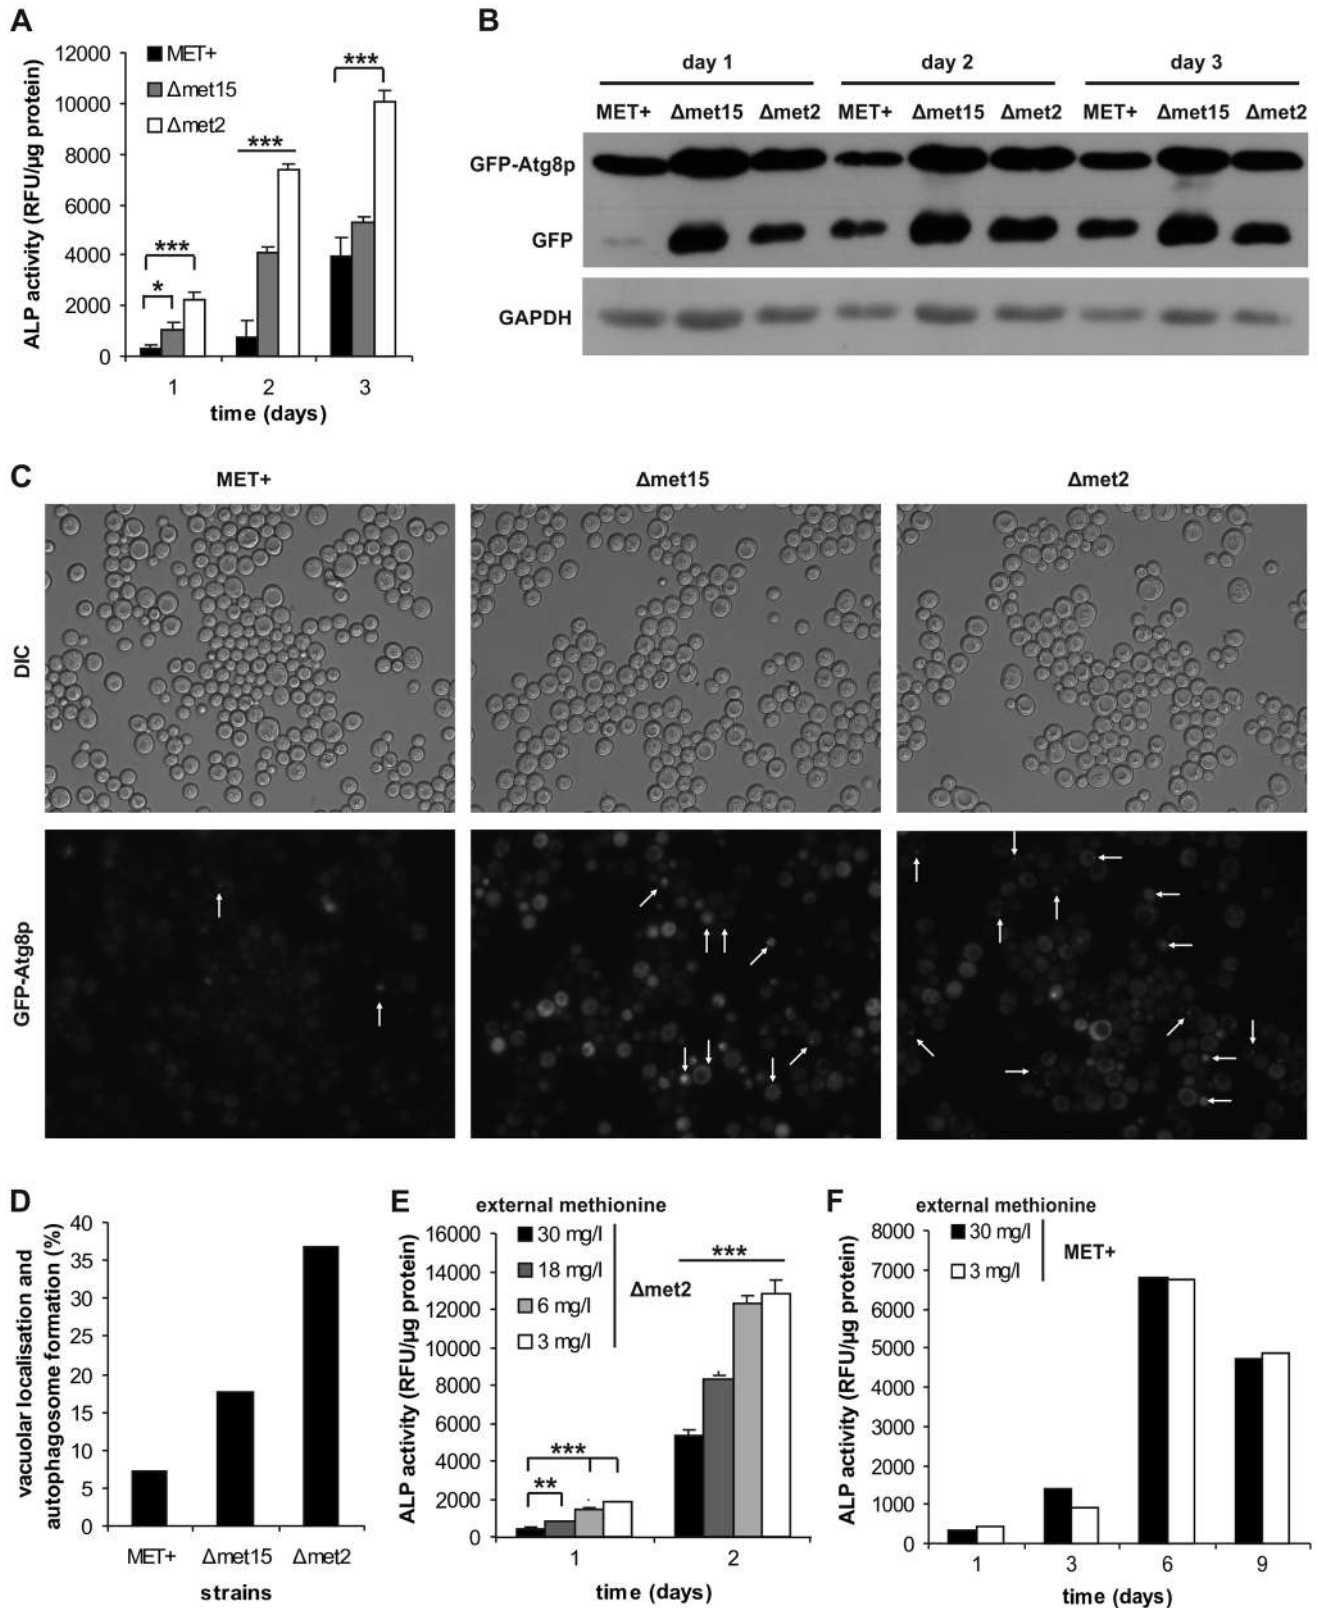 A
ALP activity (RFU/µg protein)
12000
10000
8000
6000
4000
2000
0
MET+
Δmet15
Δmet2
*
***
***
***
1 2 3
time (days)
B
day 1 day 2 day 3
MET+ Δmet15 Δmet2 MET+ Δmet15 Δmet2 MET+ Δmet15 Δmet2
GFP-Atg8p
GFP
GAPDH
C
MET+ Δmet15 Δmet2
DIC
GFP-Atg8p
D
vacuolar localisation and
autophagosome formation (%)
40
35
30
25
20
15
10
5
0
MET+ Δmet15 Δmet2
strains
E
external methionine
ALP activity (RFU/µg protein)
16000
14000
12000
10000
8000
6000
4000
2000
0
30 mg/l
18 mg/l
6 mg/l
3 mg/l
Δmet2
***
**
***
1 2
time (days)
F
external methionine
ALP activity (RFU/µg protein)
8000
7000
6000
5000
4000
3000
2000
1000
0
30 mg/l
3 mg/l
MET+
1 3 6 9
time (days)